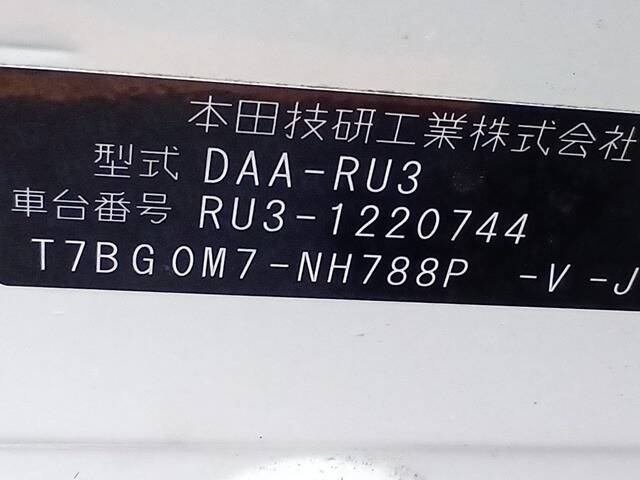 本田技研工業株式会社
型式 DAA-RU3
車台番号 RU3-1220744
T7BG0M7-NH788P -V -J